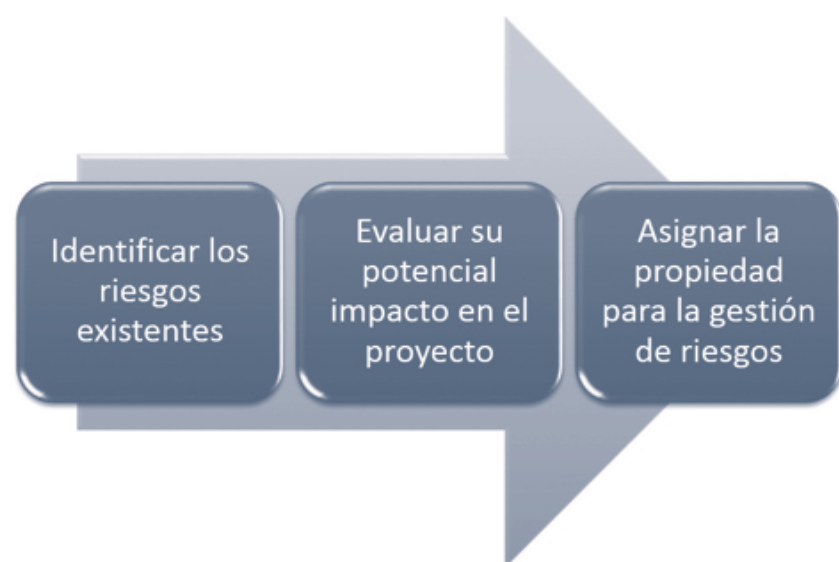 Identificar los
riesgos
existentes
Evaluar su
potencial
impacto en el
proyecto
Asignar la
propiedad
para la gestión
de riesgos